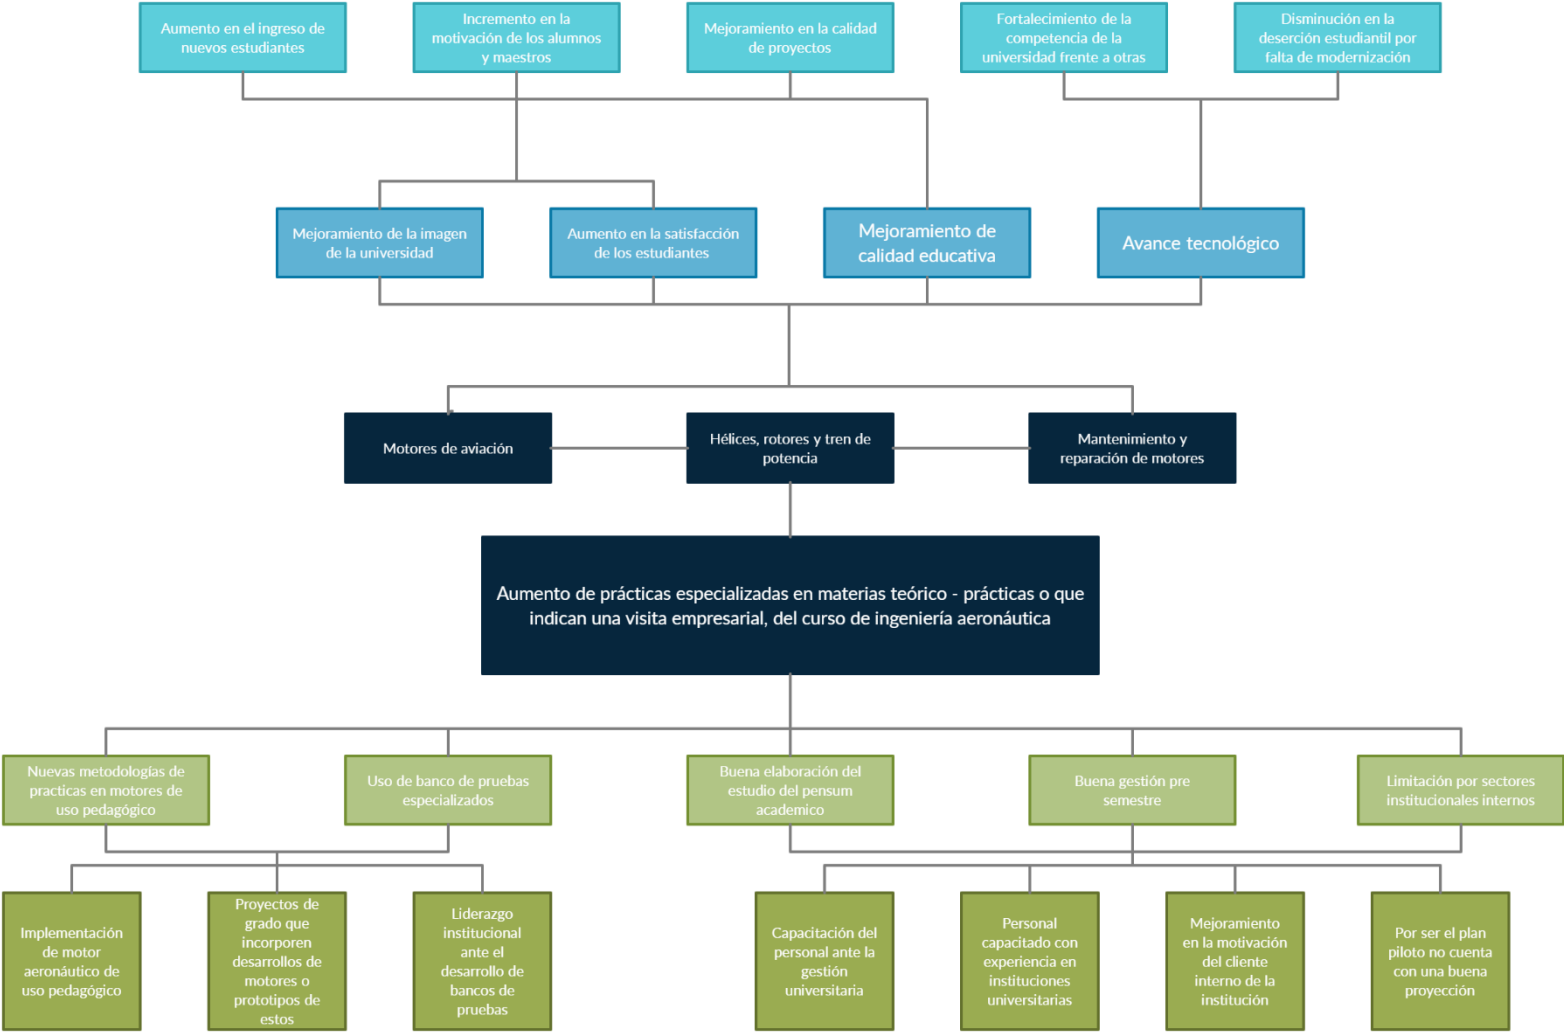 Aumento en el ingreso de
nuevos estudiantes
Incremento en la
motivación de los alumnos
y maestros
Mejoramiento en la calidad
de proyectos
Fortalecimiento de la
competencia de la
universidad frente a otras
Disminución en la
deserción estudiantil por
falta de modernización
Mejoramiento de la imagen
de la universidad
Aumento en la satisfacción
de los estudiantes
Mejoramiento de
calidad educativa
Avance tecnológico
Motores de aviación
Hélices, rotores y tren de
potencia
Mantenimiento y
reparación de motores
Aumento de prácticas especializadas en materias teórico - prácticas o que
indican una visita empresarial, del curso de ingeniería aeronáutica
Nuevas metodologías de
practicas en motores de
uso pedagógico
Uso de banco de pruebas
especializados
Buena elaboración del
estudio del pensum
academico
Buena gestión pre
semestre
Limitación por sectores
institucionales internos
Implementación
de motor
aeronáutico de
uso pedagógico
Proyectos de
grado que
incorporen
desarrollos de
motores o
prototipos de
estos
Liderazgo
institucional
ante el
desarrollo de
bancos de
pruebas
Capacitación del
personal ante la
gestión
universitaria
Personal
capacitado con
experiencia en
instituciones
universitarias
Mejoramiento
en la motivación
del cliente
interno de la
institución
Por ser el plan
piloto no cuenta
con una buena
proyección